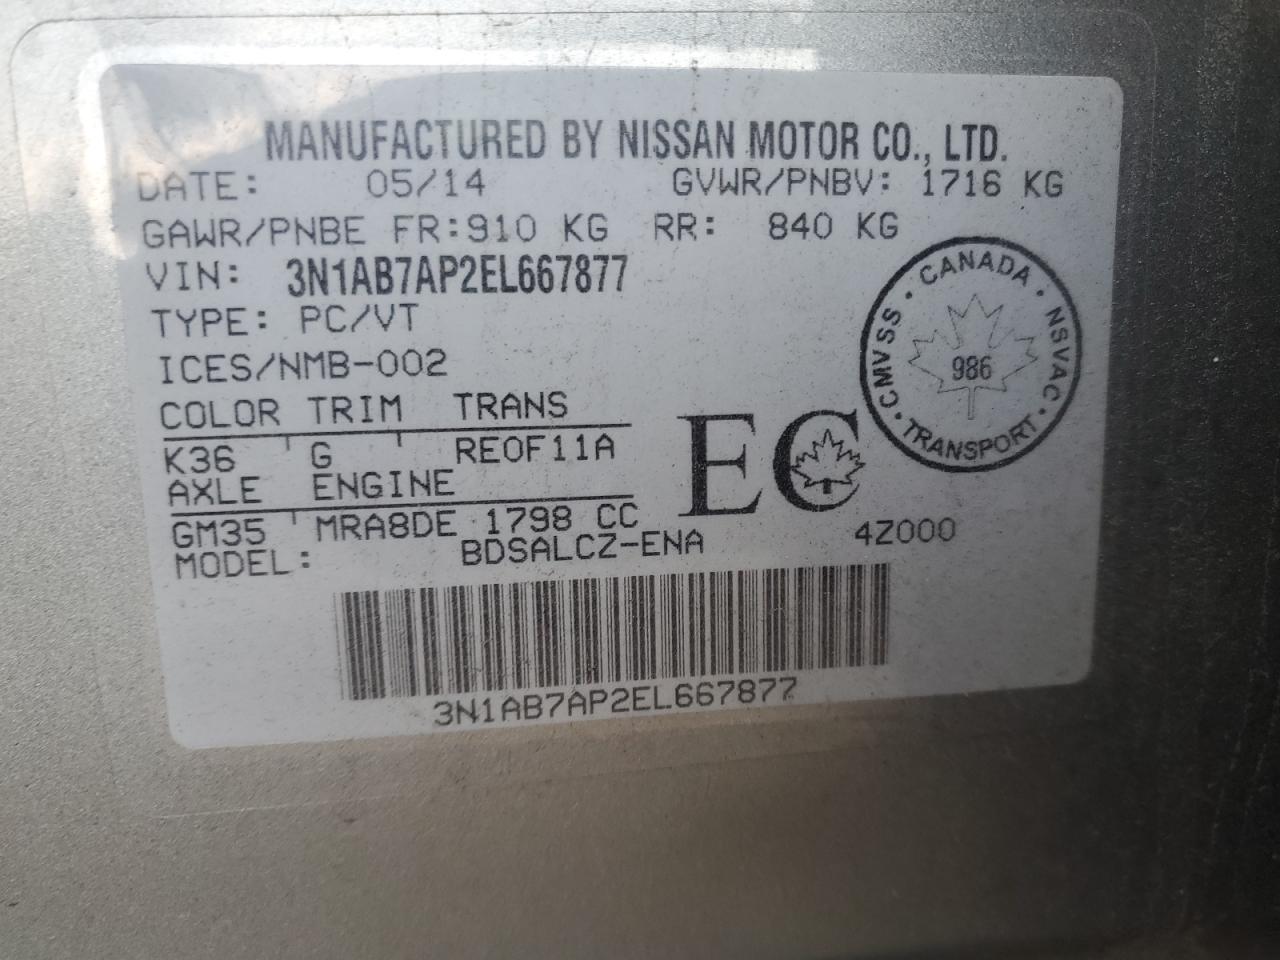 MANUFACTURED BY NISSAN MOTOR CO., LTD.
DATE: 05/14 GVWR/PNBV: 1716 KG
GAWR/PNBE FR:910 KG RR: 840 KG
VIN: 3N1AB7AP2EL667877
TYPE: PC/VT
ICES/NMB-002
COLOR TRIM TRANS
K36 G RE0F11A
AXLE ENGINE
GM35 MRA8DE 1798 CC
MODEL: BDSALCZ-ENA 4Z000
EC
CANADA · NSVAC · TRANSPORT · CMVSS ·
986
3N1AB7AP2EL667877